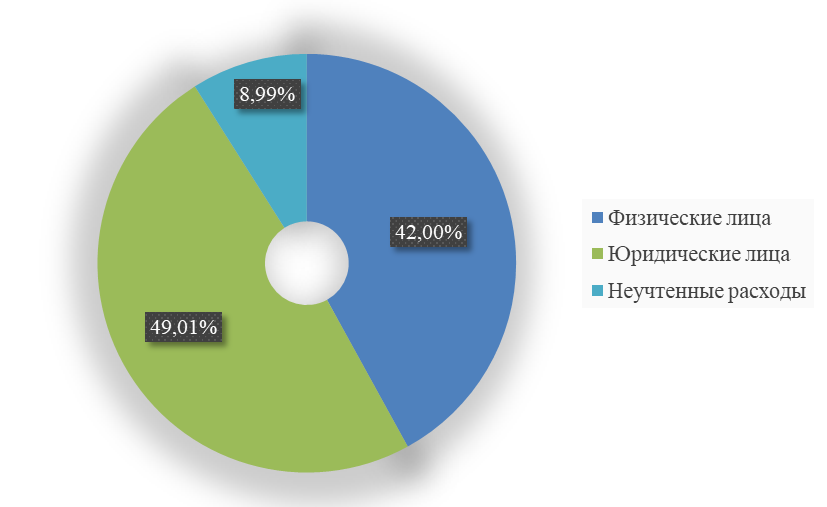 8,99%
42,00%
49,01%
Физические лица
Юридические лица
Неучтенные расходы